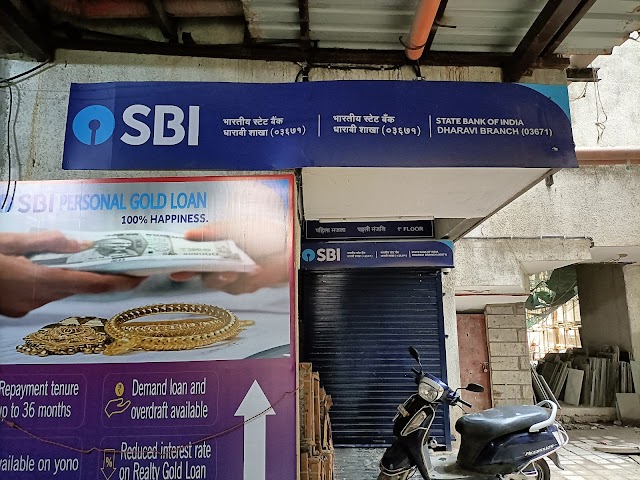 SBI
भारतीय स्टेट बैंक
धारावी शाखा (०३६७१)
भारतीय स्टेट बैंक
धारावी शाखा (०३६७१)
STATE BANK OF INDIA
DHARAVI BRANCH (03671)
SBI PERSONAL GOLD LOAN
100% HAPPINESS.
पहिला मजला
पहली मंजिल
1st FLOOR
SBI
Repayment tenure
up to 36 months
Demand loan and
overdraft available
available on yono
Reduced interest rate
on Realty Gold Loan